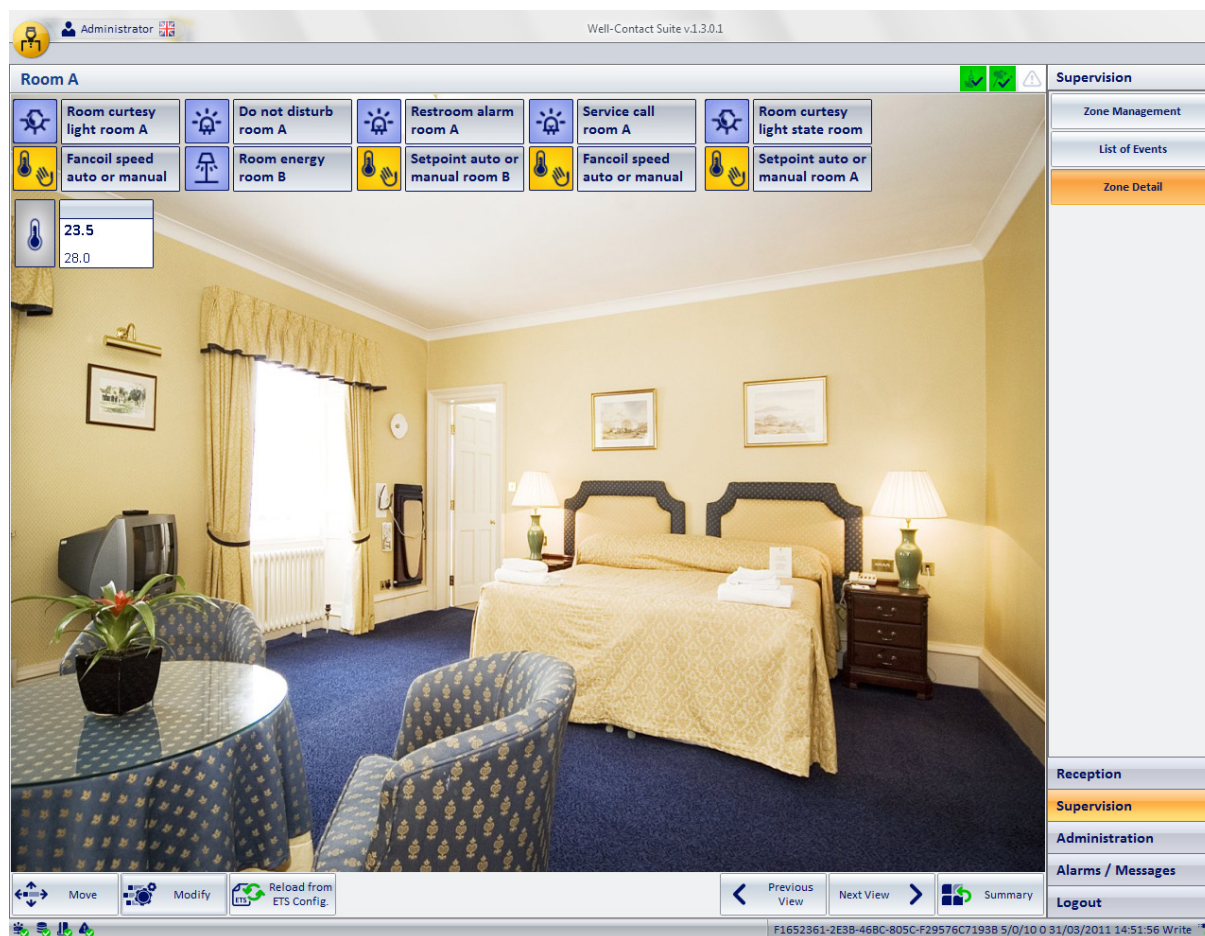 Administrator
Well-Contact Suite v.1.3.0.1
Room A
Supervision
Room curtesy
light room A
Do not disturb
room A
Restroom alarm
room A
Service call
room A
Room curtesy
light state room
Fancoil speed
auto or manual
Room energy
room B
Setpoint auto or
manual room B
Fancoil speed
auto or manual
Setpoint auto or
manual room A
23.5
28.0
Zone Management
List of Events
Zone Detail
Reception
Supervision
Administration
Alarms / Messages
Logout
Move
Modify
ETS
Reload from
ETS Config.
Previous
View
Next View
Summary
F1652361-2E3B-46BC-805C-F29576C7193B 5/0/10 0 31/03/2011 14:51:56 Write